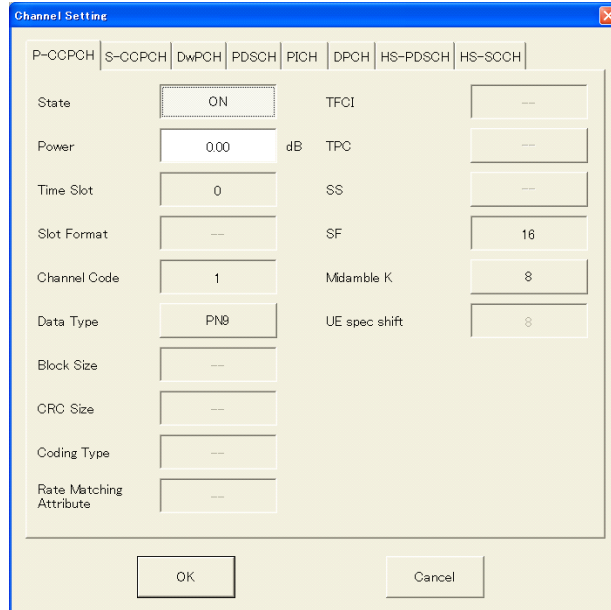 Channel Setting
P-CCPCH S-CCPCH DwPCH PDSCH PICH DPCH HS-PDSCH HS-SCCH
State ON TFCI ---
Power 0.00 dB TPC ---
Time Slot 0 SS ---
Slot Format --- SF 16
Channel Code 1 Midamble K 8
Data Type PN9 UE spec shift 8
Block Size ---
CRC Size ---
Coding Type ---
Rate Matching
Attribute ---
OK Cancel